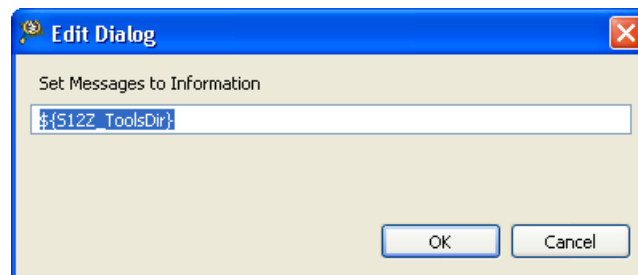 Edit Dialog
Set Messages to Information
${S12Z_ToolsDir}
OK
Cancel